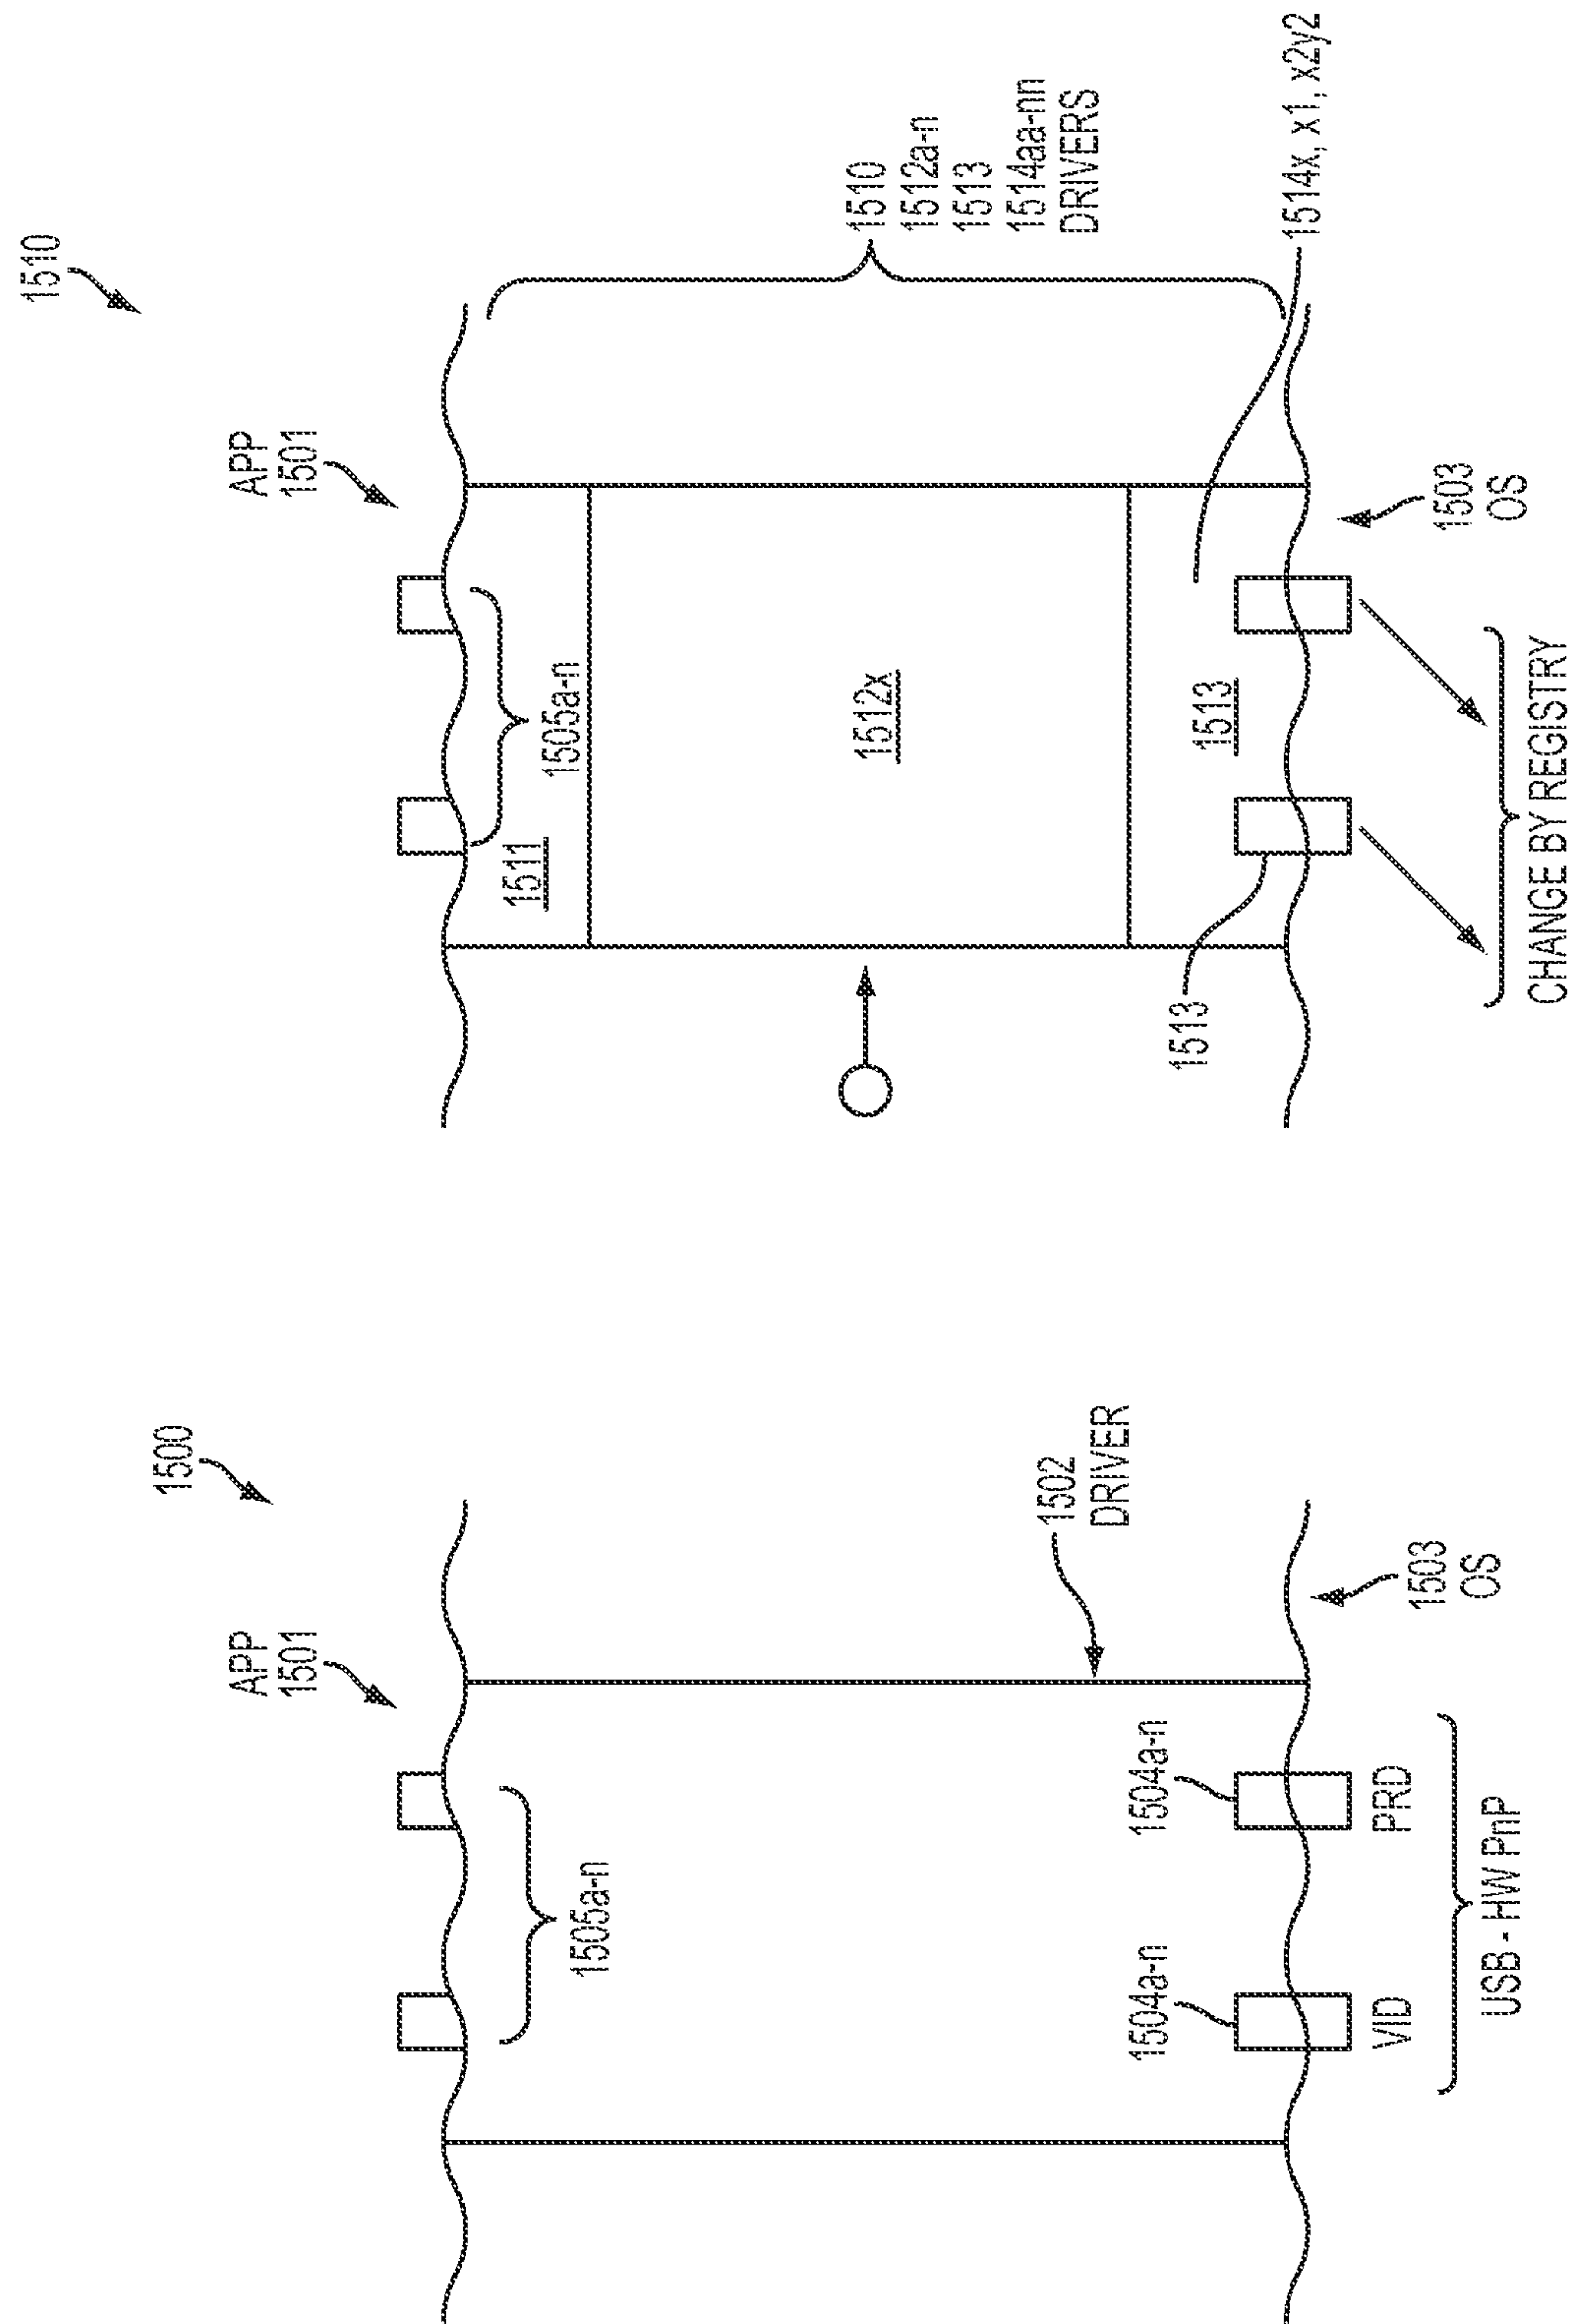 1500
APP
1501
1505a-n
1502
DRIVER
1504a-n
1504a-n
VID
PRD
1503
OS
USB - HW PnP
1510
APP
1501
1505a-n
1511
1510
1512a-n
1513
1514aa-nn
DRIVERS
1512x
1513
1513
1514x, x1, x2y2
1503
OS
CHANGE BY REGISTRY